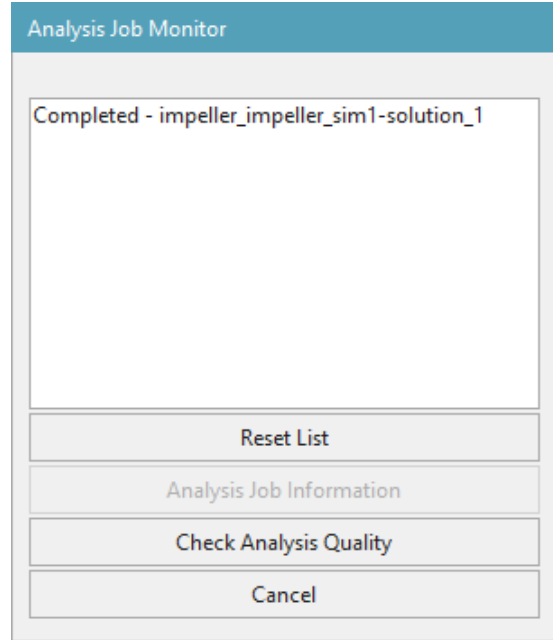 Analysis Job Monitor
Completed - impeller_impeller_sim1-solution_1
Reset List
Analysis Job Information
Check Analysis Quality
Cancel